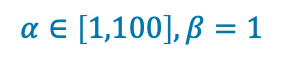 α ∈ [1,100], β = 1